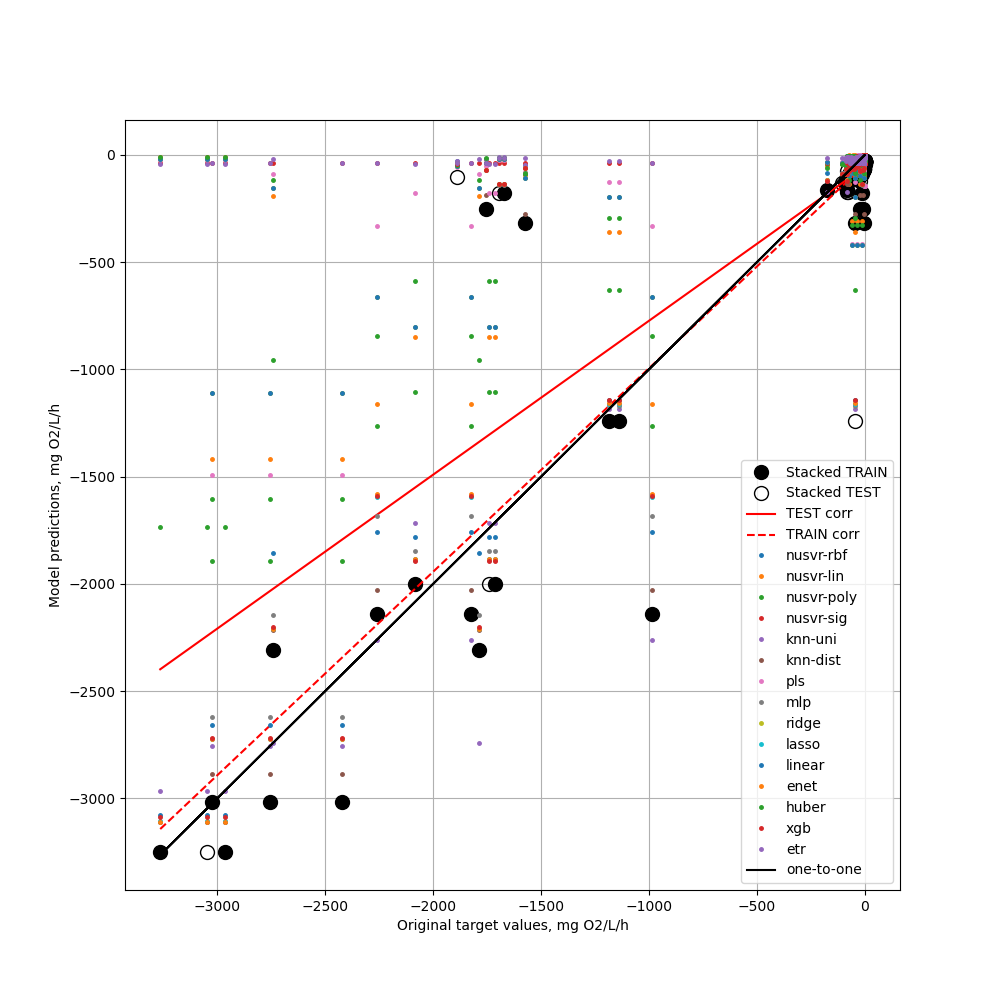 0
−500
−1000
−1500
−2000
−2500
−3000
Model predictions, mg O2/L/h
Stacked TRAIN
Stacked TEST
TEST corr
TRAIN corr
nusvr-rbf
nusvr-lin
nusvr-poly
nusvr-sig
knn-uni
knn-dist
pls
mlp
ridge
lasso
linear
enet
huber
xgb
etr
one-to-one
−3000 −2500 −2000 −1500 −1000 −500 0
Original target values, mg O2/L/h